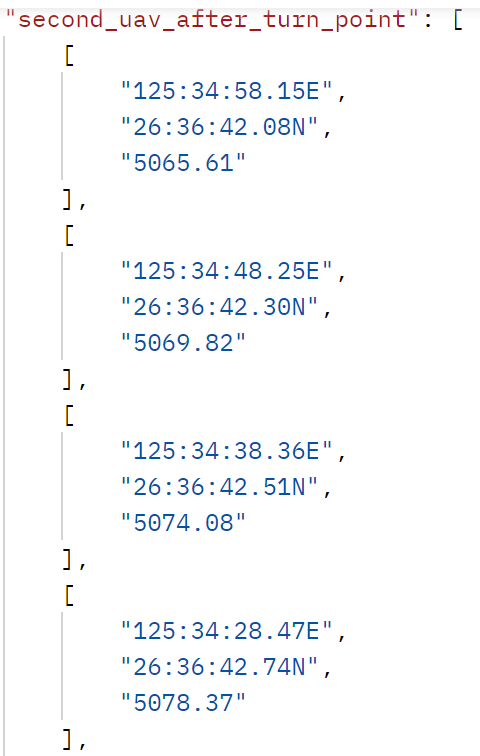 "second_uav_after_turn_point": [
[
"125:34:58.15E",
"26:36:42.08N",
"5065.61"
],
[
"125:34:48.25E",
"26:36:42.30N",
"5069.82"
],
[
"125:34:38.36E",
"26:36:42.51N",
"5074.08"
],
[
"125:34:28.47E",
"26:36:42.74N",
"5078.37"
],